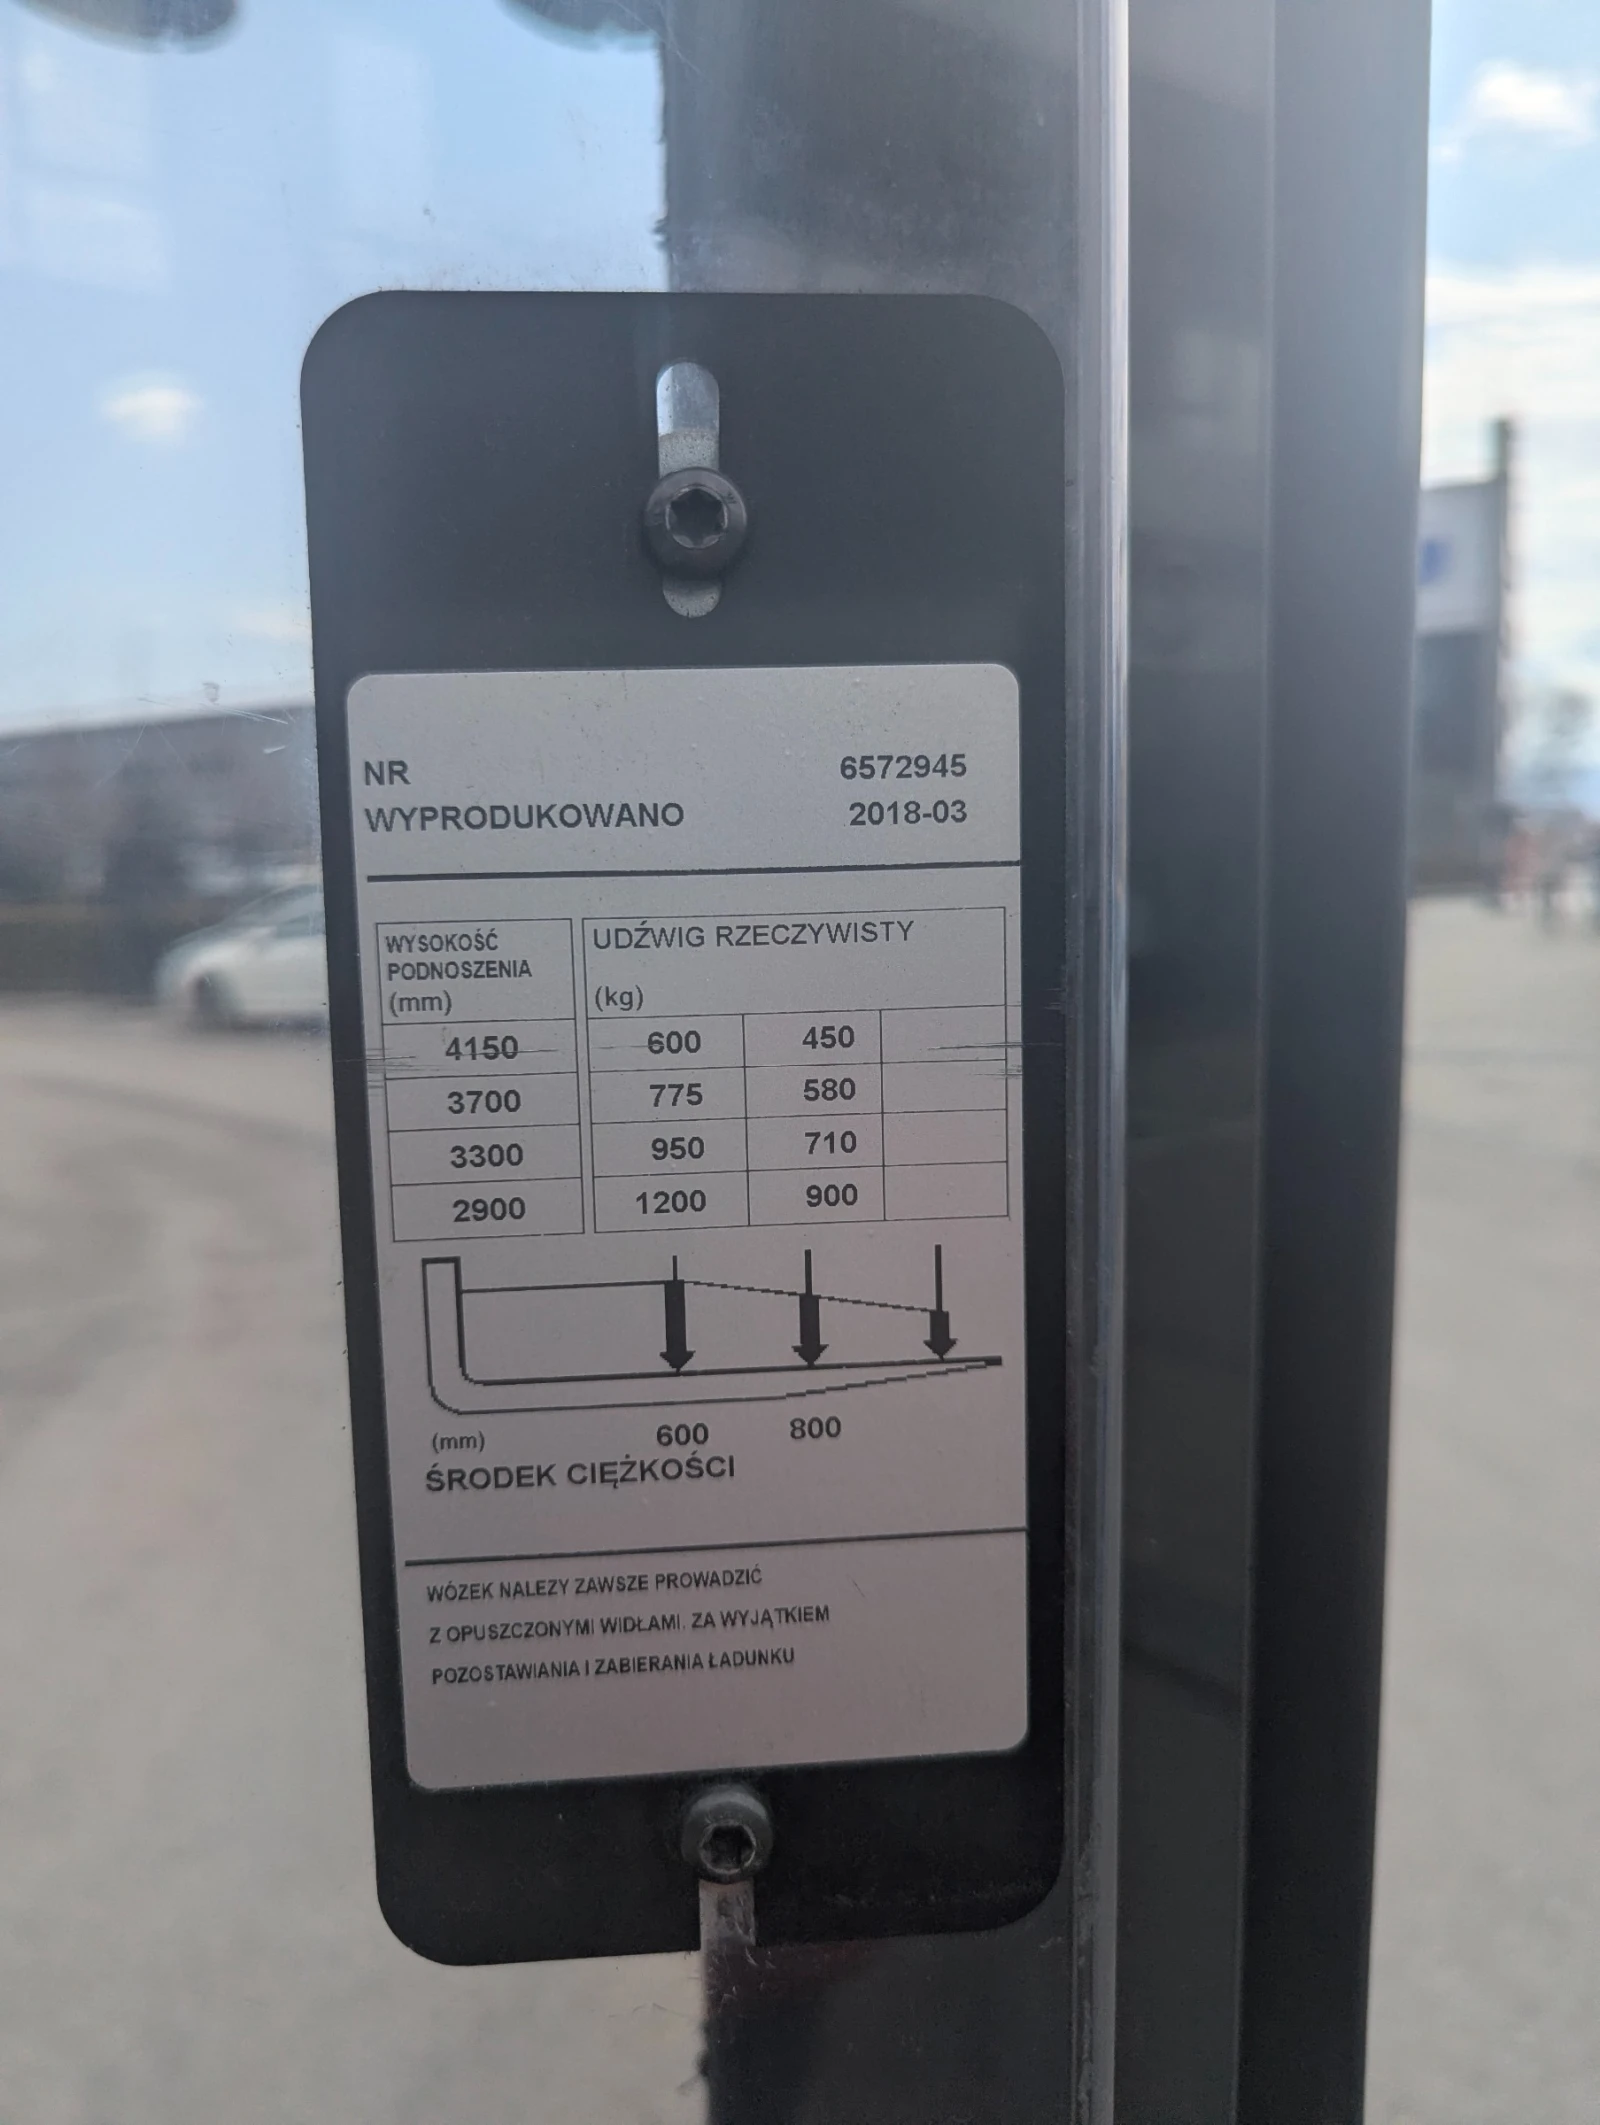 NR 6572945
WYPRODUKOWANO 2018-03
WYSOKOŚĆ PODNOSZENIA (mm)
UDŹWIG RZECZYWISTY (kg)
4150 600 450
3700 775 580
3300 950 710
2900 1200 900
(mm) 600 800
ŚRODEK CIĘŻKOŚCI
WÓZEK NALEZY ZAWSZE PROWADZIĆ
Z OPUSZCZONYMI WIDŁAMI. ZA WYJĄTKIEM
POZOSTAWIANIA I ZABIERANIA ŁADUNKU